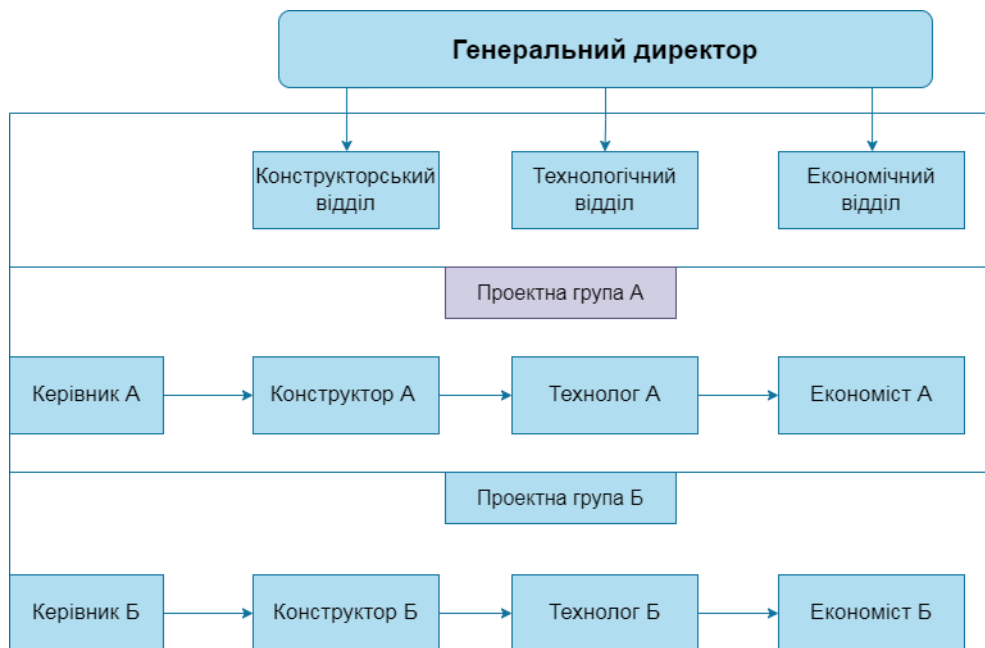 Генеральний директор
Конструкторський
відділ
Технологічний
відділ
Економічний
відділ
Проектна група А
Керівник А
Конструктор А
Технолог А
Економіст А
Проектна група Б
Керівник Б
Конструктор Б
Технолог Б
Економіст Б